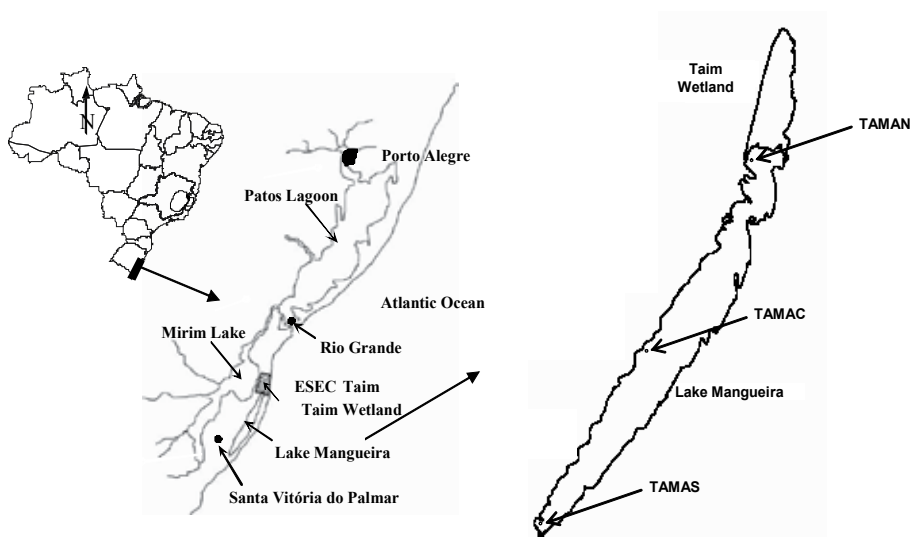 N
Porto Alegre
Patos Lagoon
Atlantic Ocean
Mirim Lake
Rio Grande
ESEC Taim
Taim Wetland
Lake Mangueira
Santa Vitória do Palmar
Taim
Wetland
TAMAN
TAMAC
Lake Mangueira
TAMAS